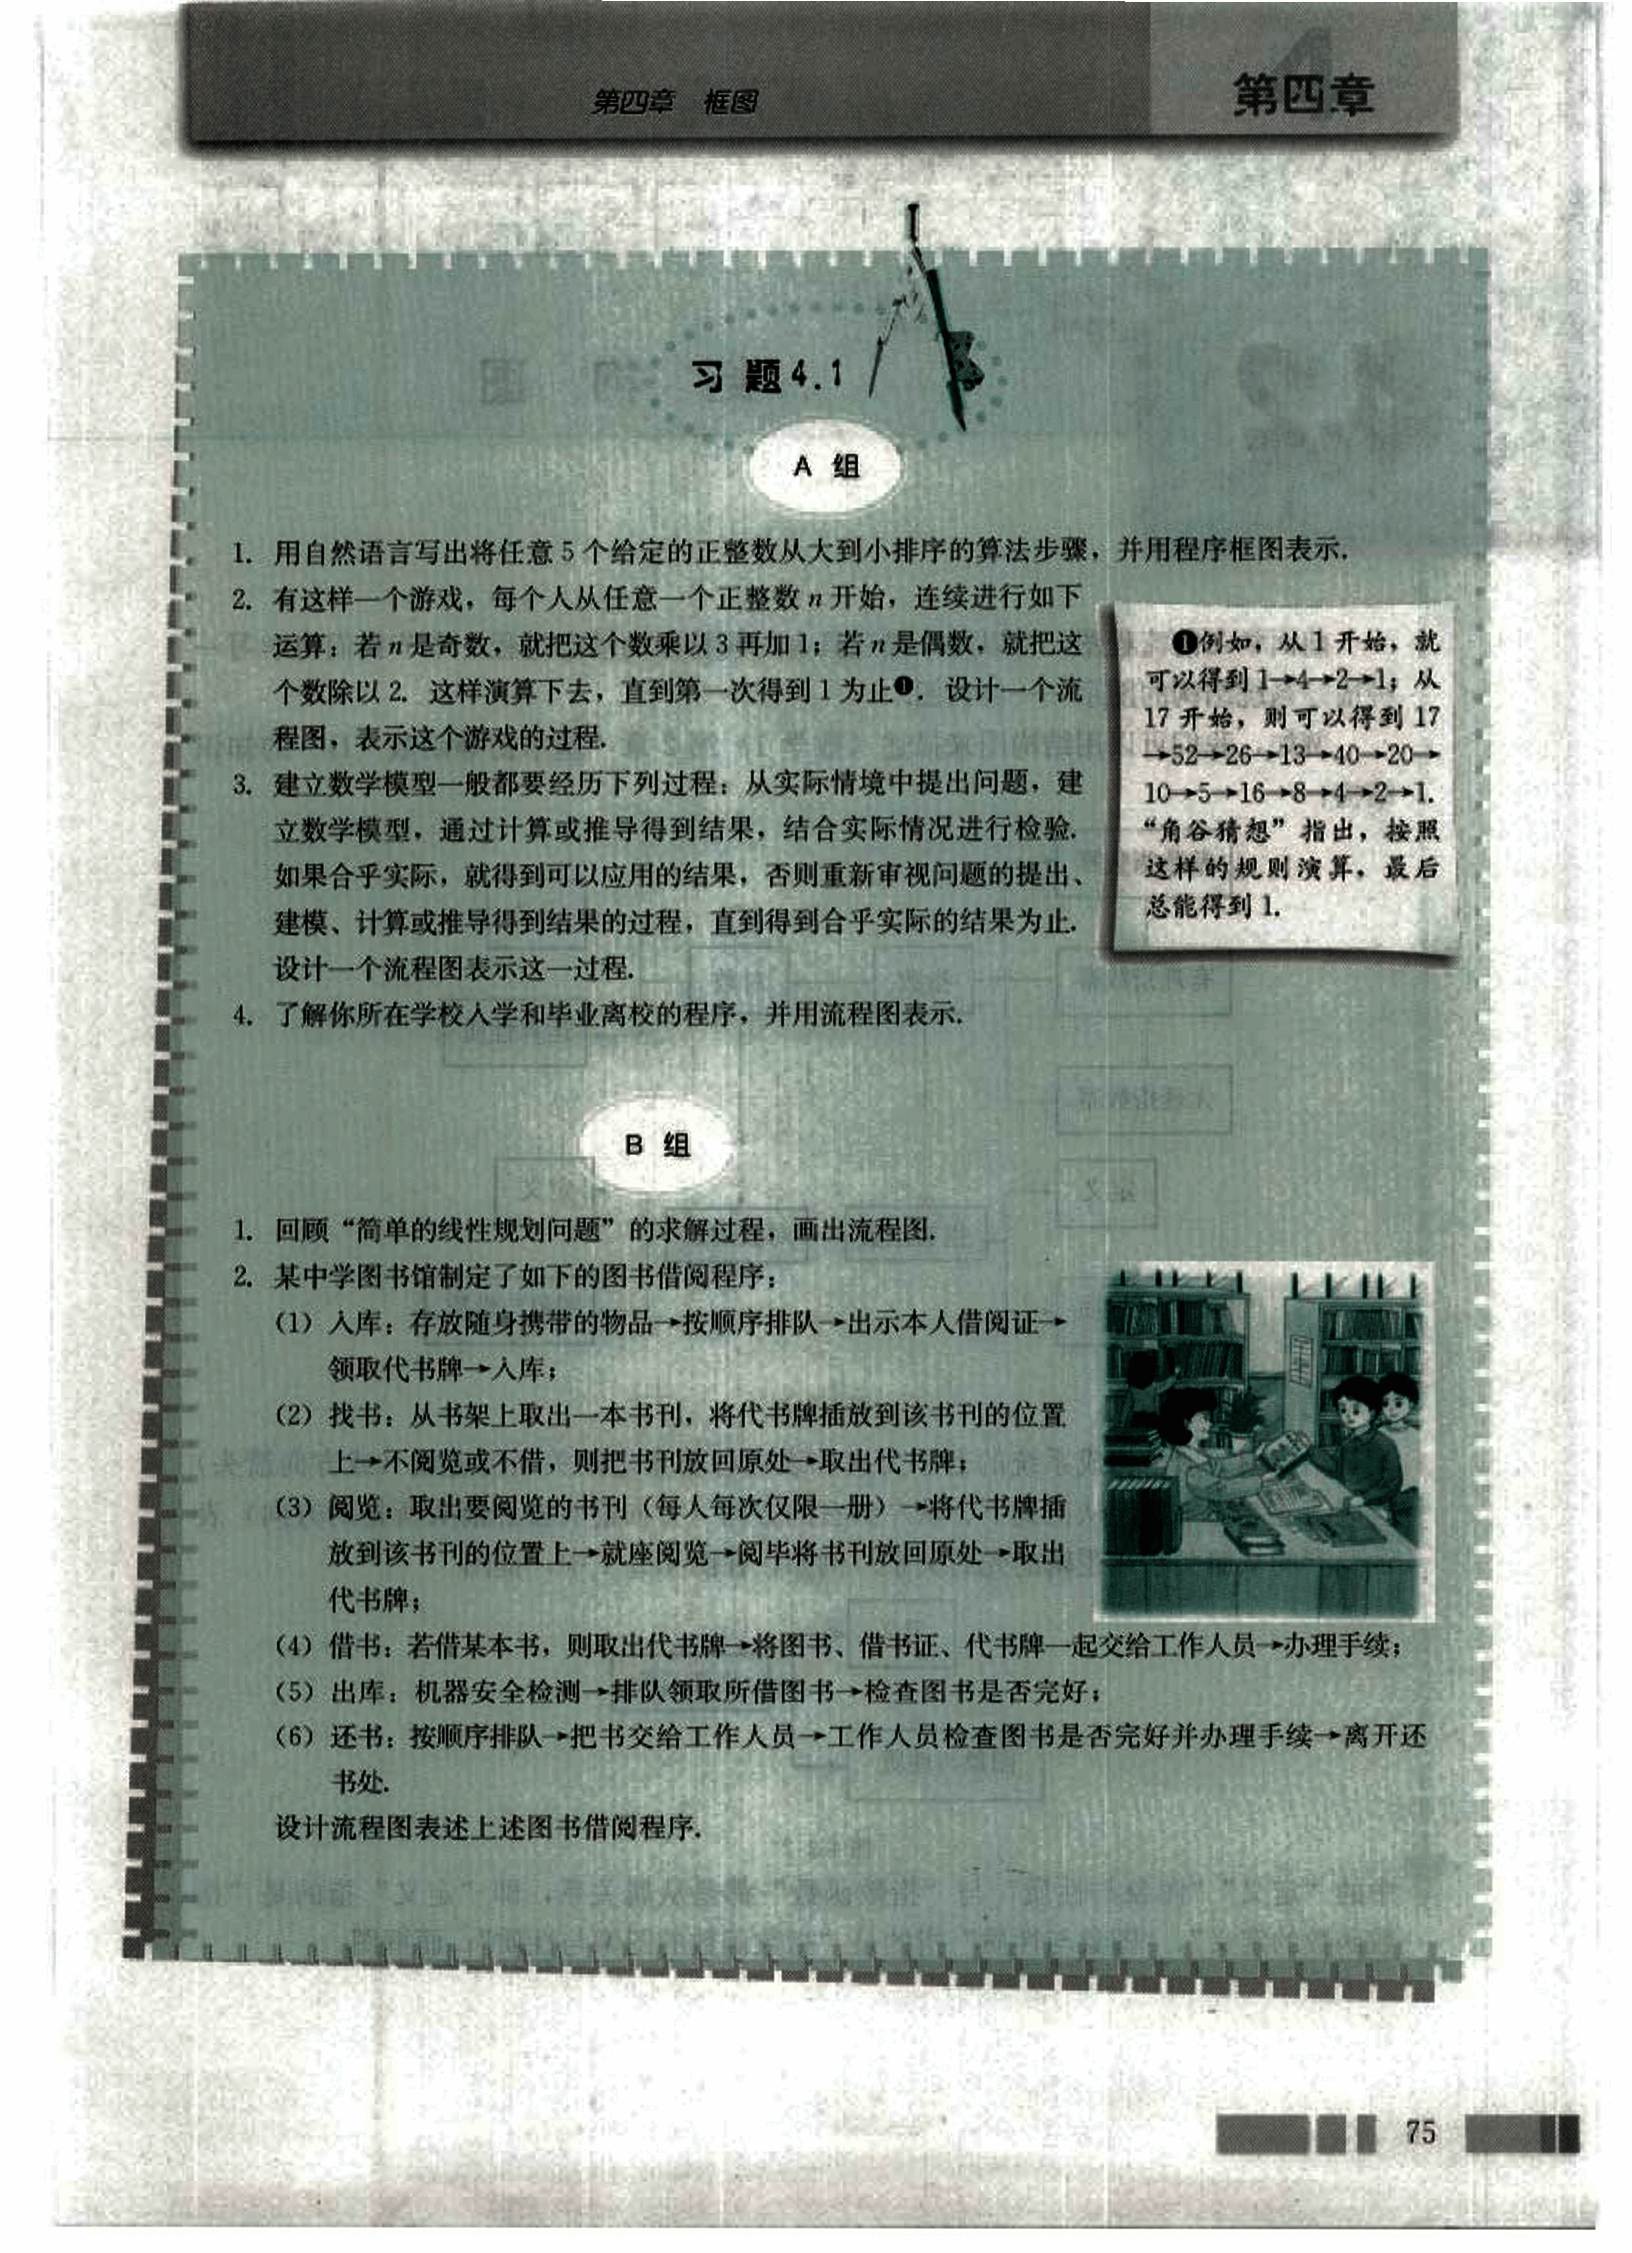 第四章 框图
第四章
习题4.1
A 组
1. 用自然语言写出将任意5个给定的正整数从大到小排序的算法步骤，并用程序框图表示.
2. 有这样一个游戏，每个人从任意一个正整数n开始，连续进行如下
运算：若n是奇数，就把这个数乘以3再加1；若n是偶数，就把这
个数除以2. 这样演算下去，直到第一次得到1为止❶. 设计一个流
程图，表示这个游戏的过程.
3. 建立数学模型一般都要经历下列过程：从实际情境中提出问题，建
立数学模型，通过计算或推导得到结果，结合实际情况进行检验.
如果合乎实际，就得到可以应用的结果，否则重新审视问题的提出、
建模、计算或推导得到结果的过程，直到得到合乎实际的结果为止.
设计一个流程图表示这一过程.
4. 了解你所在学校入学和毕业离校的程序，并用流程图表示.
❶例如，从1开始，就
可以得到1→4→2→1；从
17开始，则可以得到17
→52→26→13→40→20→
10→5→16→8→4→2→1.
“角谷猜想”指出，按照
这样的规则演算，最后
总能得到1.
B 组
1. 回顾“简单的线性规划问题”的求解过程，画出流程图.
2. 某中学图书馆制定了如下的图书借阅程序：
(1) 入库：存放随身携带的物品→按顺序排队→出示本人借阅证→
领取代书牌→入库；
(2) 找书：从书架上取出一本书刊，将代书牌插放到该书刊的位置
上→不阅览或不借，则把书刊放回原处→取出代书牌；
(3) 阅览：取出要阅览的书刊（每人每次仅限一册）→将代书牌插
放到该书刊的位置上→就座阅览→阅毕将书刊放回原处→取出
代书牌；
(4) 借书：若借某本书，则取出代书牌→将图书、借书证、代书牌一起交给工作人员→办理手续；
(5) 出库：机器安全检测→排队领取所借图书→检查图书是否完好；
(6) 还书：按顺序排队→把书交给工作人员→工作人员检查图书是否完好并办理手续→离开还
书处.
设计流程图表述上述图书借阅程序.
75